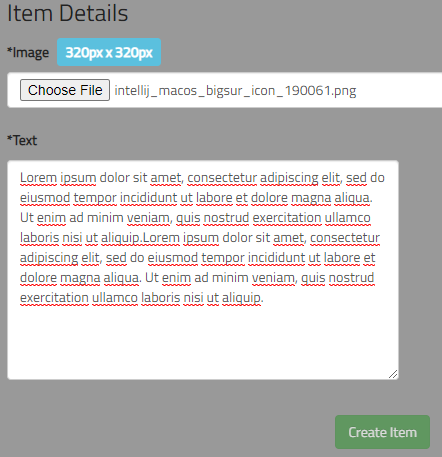 Item Details
*Image 320px x 320px
Choose File intellij_macos_bigsur_icon_190061.png
*Text
Lorem ipsum dolor sit amet, consectetur adipiscing elit, sed do
eiusmod tempor incididunt ut labore et dolore magna aliqua.
Ut enim ad minim veniam, quis nostrud exercitation ullamco
laboris nisi ut aliquip.Lorem ipsum dolor sit amet, consectetur
adipiscing elit, sed do eiusmod tempor incididunt ut labore et
dolore magna aliqua. Ut enim ad minim veniam, quis nostrud
exercitation ullamco laboris nisi ut aliquip.
Create Item